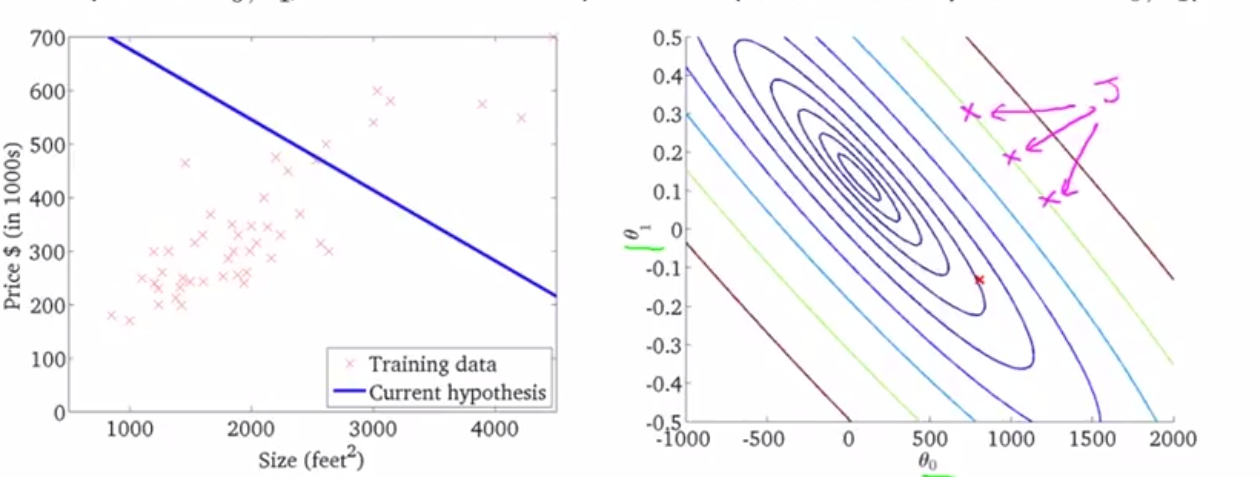 700
600
500
400
300
200
100
0
Price $ (in 1000s)
1000 2000 3000 4000
Size (feet²)
Training data
Current hypothesis
0.5
0.4
0.3
0.2
0.1
0
-0.1
-0.2
-0.3
-0.4
-0.5
θ₁
-1000 -500 0 500 1000 1500 2000
θ₀
J